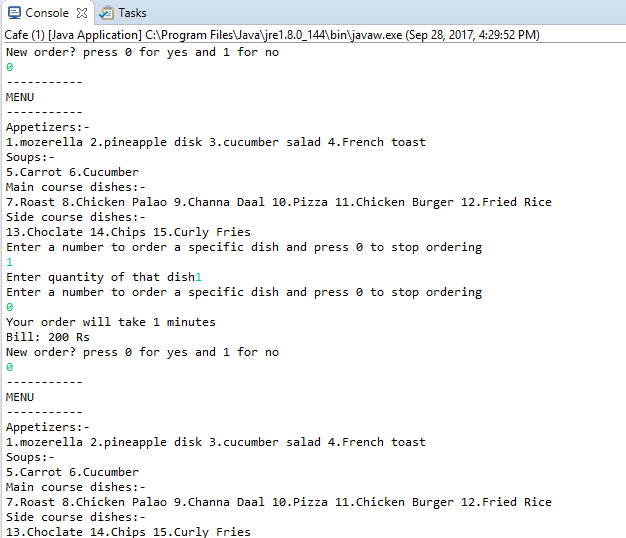 Console Tasks
Cafe (1) [Java Application] C:\Program Files\Java\jre1.8.0_144\bin\javaw.exe (Sep 28, 2017, 4:29:52 PM)
New order? press 0 for yes and 1 for no
0
-----------
MENU
-----------
Appetizers:-
1.mozerella 2.pineapple disk 3.cucumber salad 4.French toast
Soups:-
5.Carrot 6.Cucumber
Main course dishes:-
7.Roast 8.Chicken Palao 9.Channa Daal 10.Pizza 11.Chicken Burger 12.Fried Rice
Side course dishes:-
13.Choclate 14.Chips 15.Curly Fries
Enter a number to order a specific dish and press 0 to stop ordering
1
Enter quantity of that dish1
Enter a number to order a specific dish and press 0 to stop ordering
0
Your order will take 1 minutes
Bill: 200 Rs
New order? press 0 for yes and 1 for no
0
-----------
MENU
-----------
Appetizers:-
1.mozerella 2.pineapple disk 3.cucumber salad 4.French toast
Soups:-
5.Carrot 6.Cucumber
Main course dishes:-
7.Roast 8.Chicken Palao 9.Channa Daal 10.Pizza 11.Chicken Burger 12.Fried Rice
Side course dishes:-
13.Choclate 14.Chips 15.Curly Fries